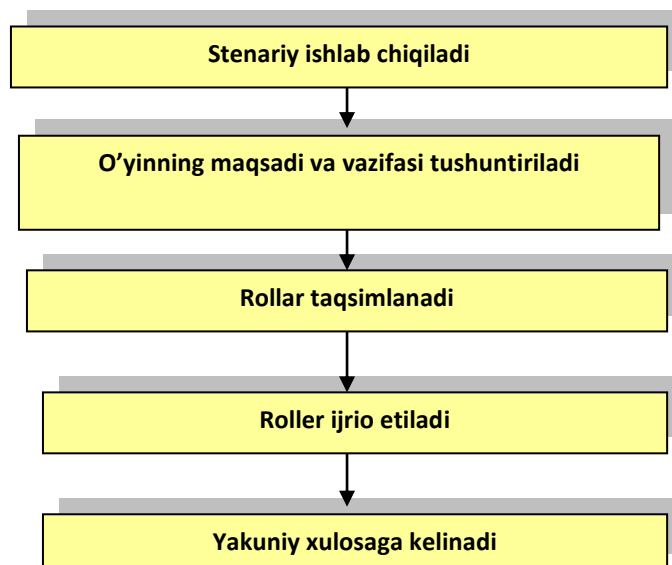 Stenariy ishlab chiqiladi
O’yinning maqsadi va vazifasi tushuntiriladi
Rollar taqsimlanadi
Roller ijrio etiladi
Yakuniy xulosaga kelinadi